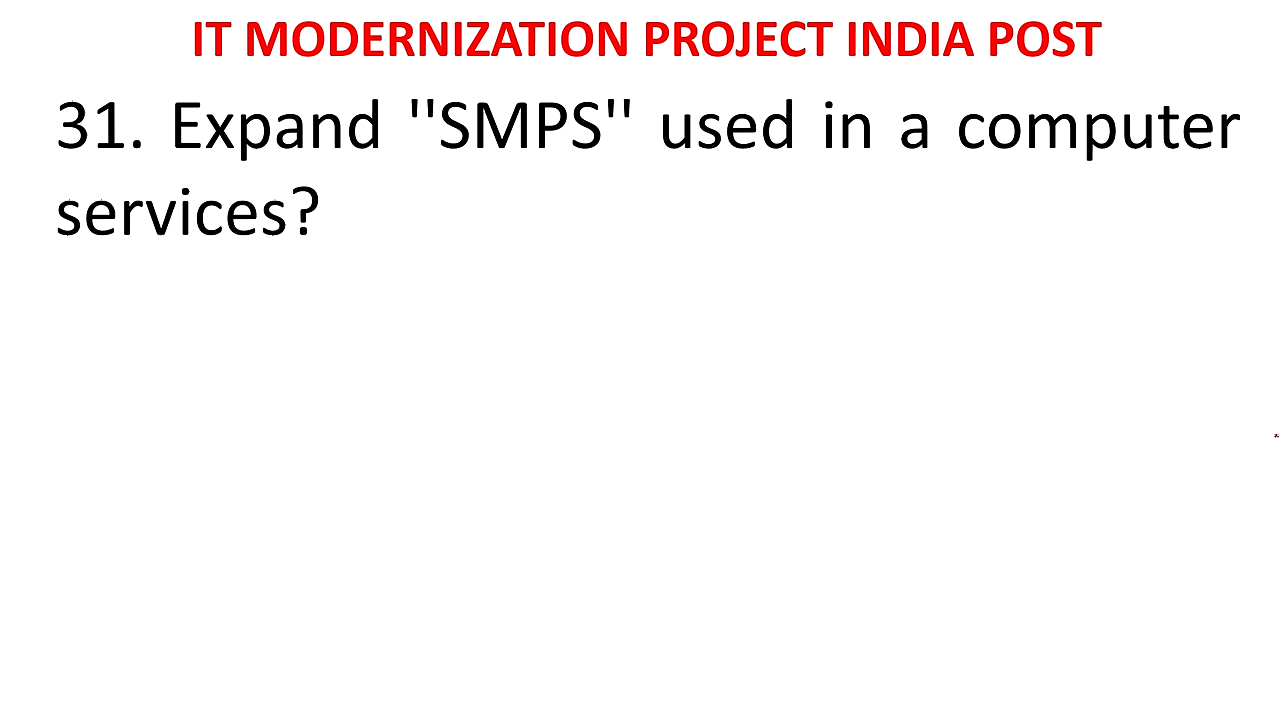 IT MODERNIZATION PROJECT INDIA POST
31. Expand ''SMPS'' used in a computer
services?